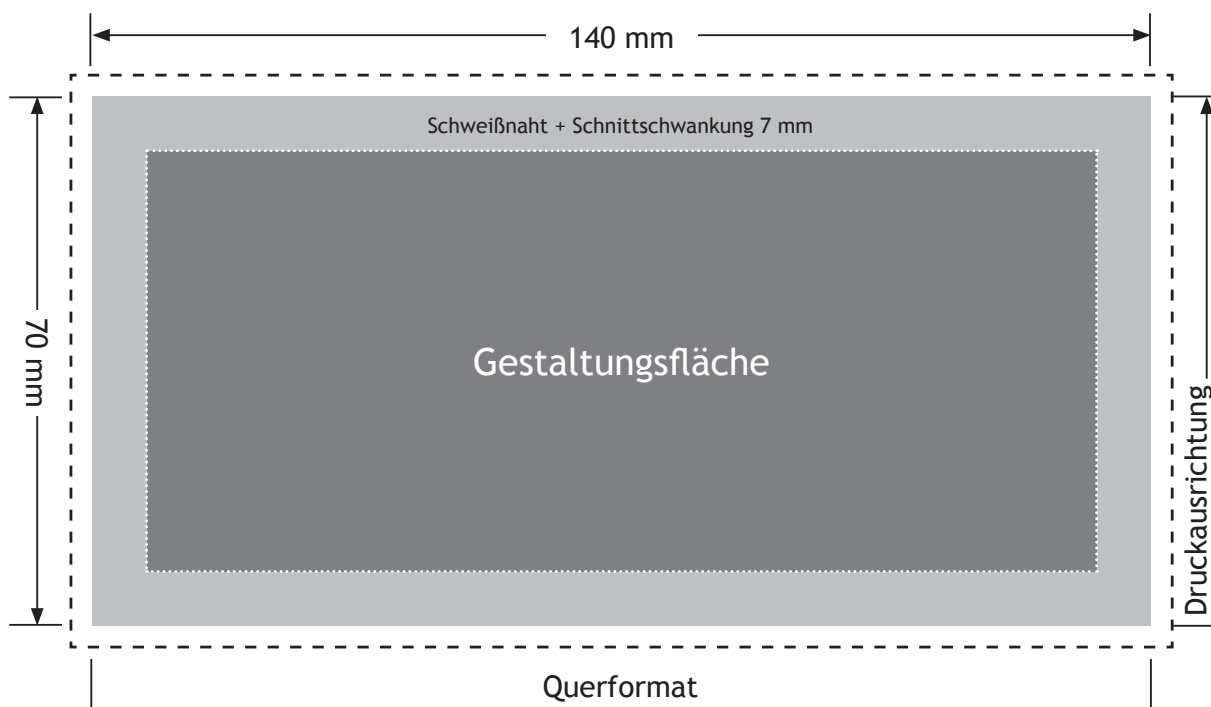 140 mm
Schweißnaht + Schnittschwankung 7 mm
70 mm
Gestaltungsfläche
Druckausrichtung
Querformat